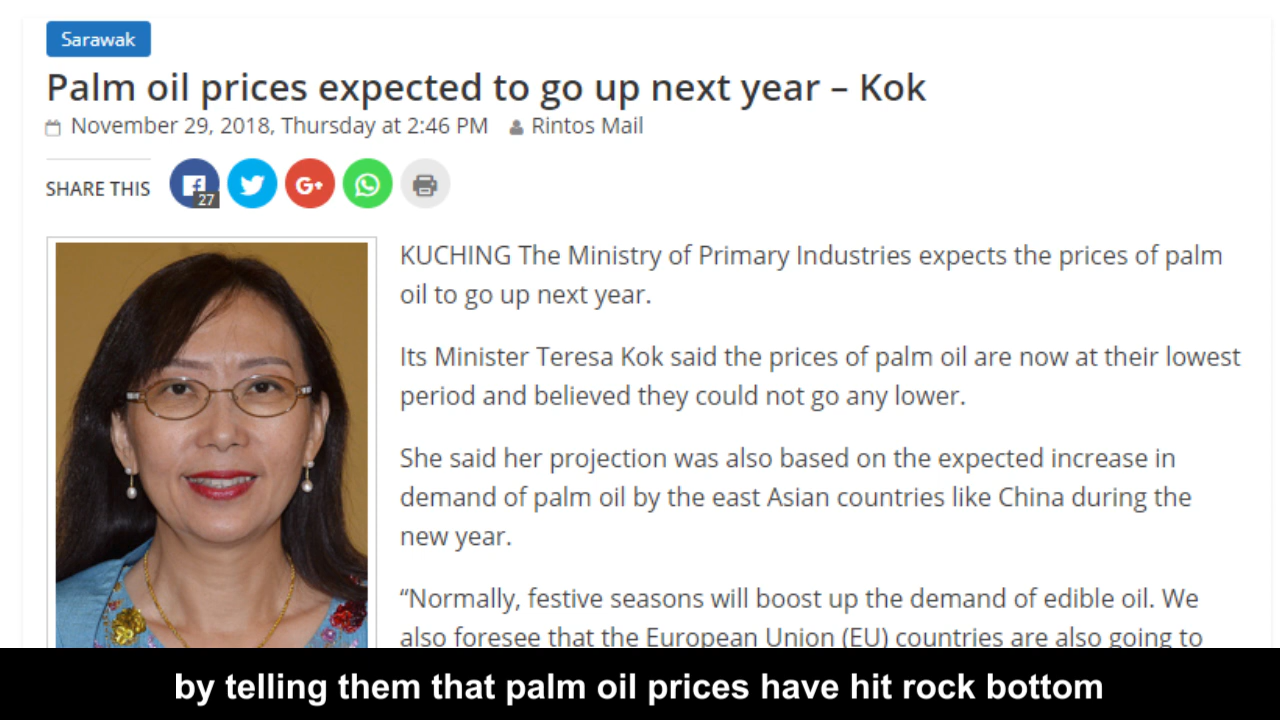 Sarawak
Palm oil prices expected to go up next year – Kok
November 29, 2018, Thursday at 2:46 PM Rintos Mail
SHARE THIS
27
G+
KUCHING The Ministry of Primary Industries expects the prices of palm
oil to go up next year.
Its Minister Teresa Kok said the prices of palm oil are now at their lowest
period and believed they could not go any lower.
She said her projection was also based on the expected increase in
demand of palm oil by the east Asian countries like China during the
new year.
“Normally, festive seasons will boost up the demand of edible oil. We
also foresee that the European Union (EU) countries are also going to
by telling them that palm oil prices have hit rock bottom